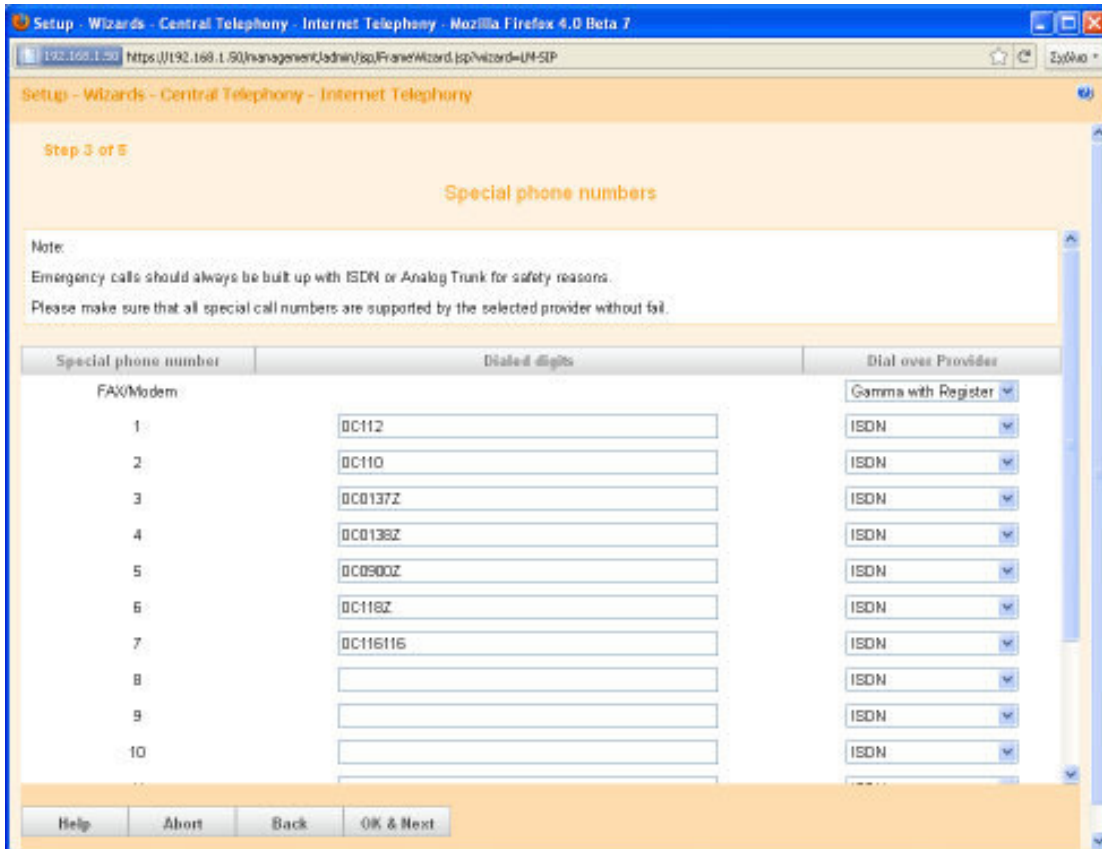 Setup - Wizards - Central Telephony - Internet Telephony - Mozilla Firefox 4.0 Beta 7
192.168.1.50 https://192.168.1.50/management/admin/jsp/FrameWizard.jsp?wizard=LM-SIP Σχόλια
Setup - Wizards - Central Telephony - Internet Telephony
Step 3 of 5
Special phone numbers
Note:
Emergency calls should always be built up with ISDN or Analog Trunk for safety reasons.
Please make sure that all special call numbers are supported by the selected provider without fail.
Special phone number Dialed digits Dial over Provider
FAX/Modem Gamma with Register
1 0C112 ISDN
2 0C110 ISDN
3 0C0137Z ISDN
4 0C0138Z ISDN
5 0C0900Z ISDN
6 0C118Z ISDN
7 0C116116 ISDN
8 ISDN
9 ISDN
10 ISDN
Help Abort Back OK & Next